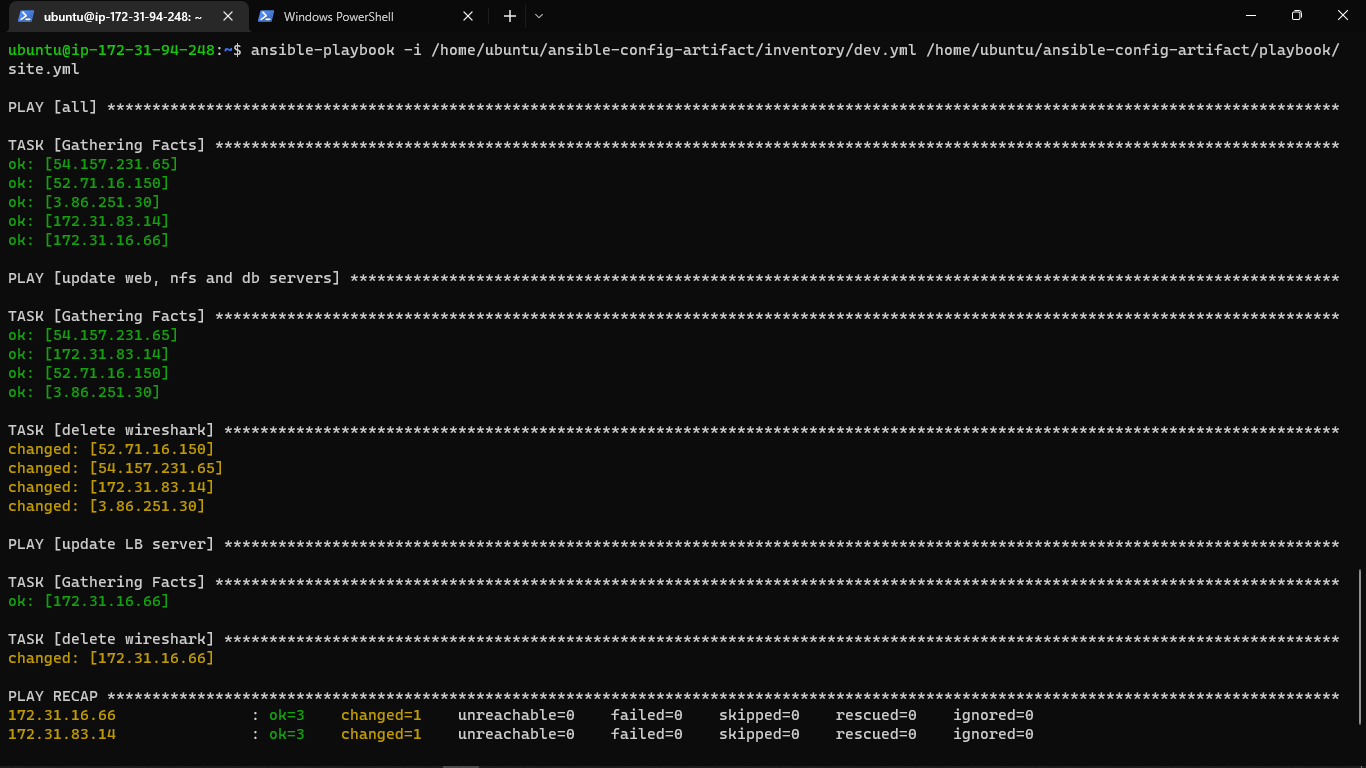 ubuntu@ip-172-31-94-248: ~
Windows PowerShell
ubuntu@ip-172-31-94-248:~$ ansible-playbook -i /home/ubuntu/ansible-config-artifact/inventory/dev.yml /home/ubuntu/ansible-config-artifact/playbook/
site.yml
PLAY [all] *****************************************************************************************************************************************
TASK [Gathering Facts] *****************************************************************************************************************************
ok: [54.157.231.65]
ok: [52.71.16.150]
ok: [3.86.251.30]
ok: [172.31.83.14]
ok: [172.31.16.66]
PLAY [update web, nfs and db servers] **************************************************************************************************************
TASK [Gathering Facts] *****************************************************************************************************************************
ok: [54.157.231.65]
ok: [172.31.83.14]
ok: [52.71.16.150]
ok: [3.86.251.30]
TASK [delete wireshark] ****************************************************************************************************************************
changed: [52.71.16.150]
changed: [54.157.231.65]
changed: [172.31.83.14]
changed: [3.86.251.30]
PLAY [update LB server] ****************************************************************************************************************************
TASK [Gathering Facts] *****************************************************************************************************************************
ok: [172.31.16.66]
TASK [delete wireshark] ****************************************************************************************************************************
changed: [172.31.16.66]
PLAY RECAP *****************************************************************************************************************************************
172.31.16.66               : ok=3    changed=1    unreachable=0    failed=0    skipped=0    rescued=0    ignored=0
172.31.83.14               : ok=3    changed=1    unreachable=0    failed=0    skipped=0    rescued=0    ignored=0